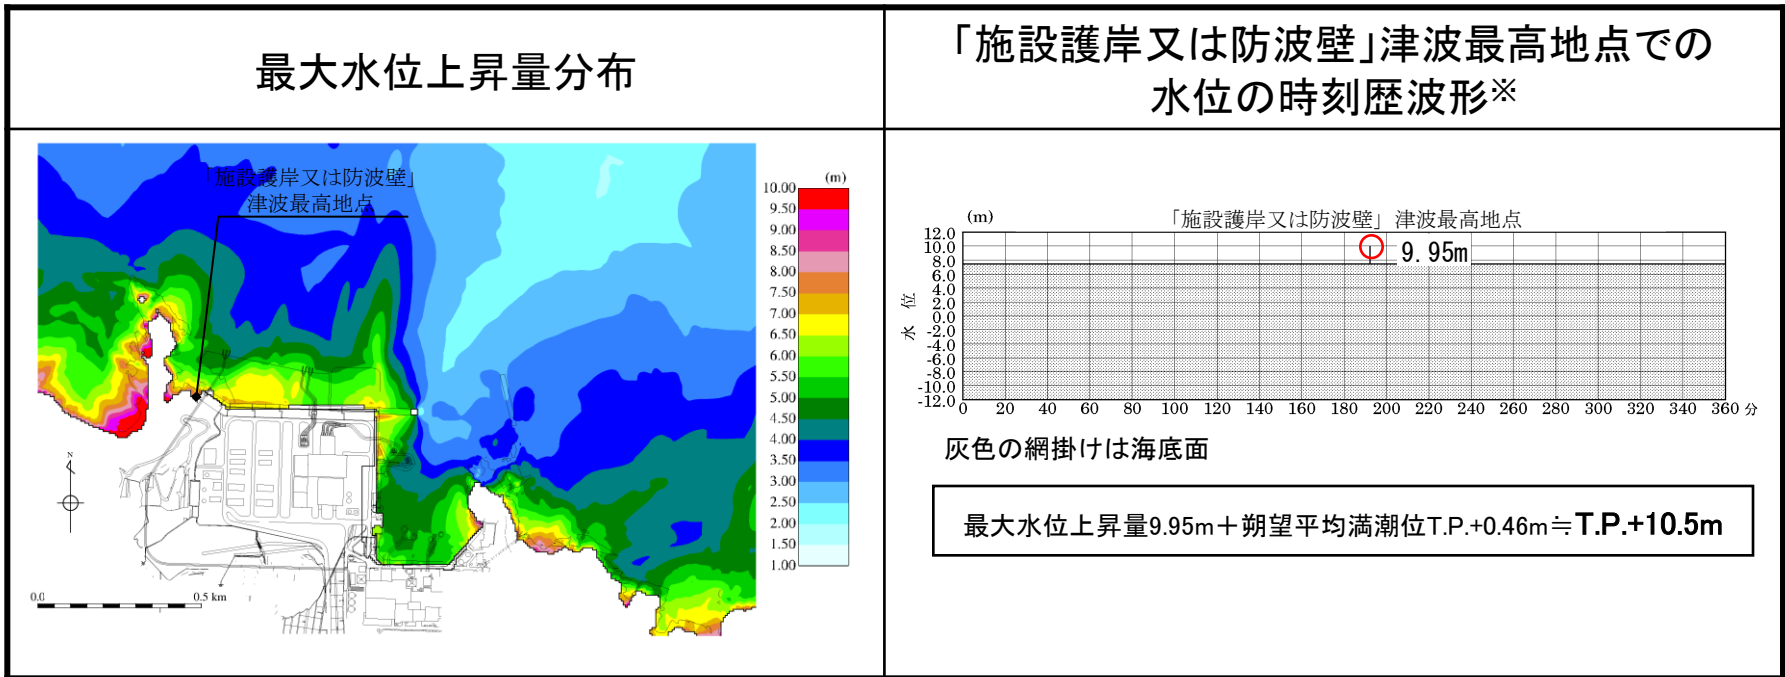 最大水位上昇量分布
「施設護岸又は防波壁」津波最高地点での
水位の時刻歴波形※
「施設護岸又は防波壁」
津波最高地点
(m)
10.00
9.50
9.00
8.50
8.00
7.50
7.00
6.50
6.00
5.50
5.00
4.50
4.00
3.50
3.00
2.50
2.00
1.50
1.00
N
0.0
0.5 km
(m)
「施設護岸又は防波壁」津波最高地点
12.0
10.0
8.0
6.0
4.0
2.0
0.0
-2.0
-4.0
-6.0
-8.0
-10.0
-12.0
水位
9.95m
0 20 40 60 80 100 120 140 160 180 200 220 240 260 280 300 320 340 360 分
灰色の網掛けは海底面
最大水位上昇量9.95m＋朔望平均満潮位T.P.+0.46m≒T.P.+10.5m